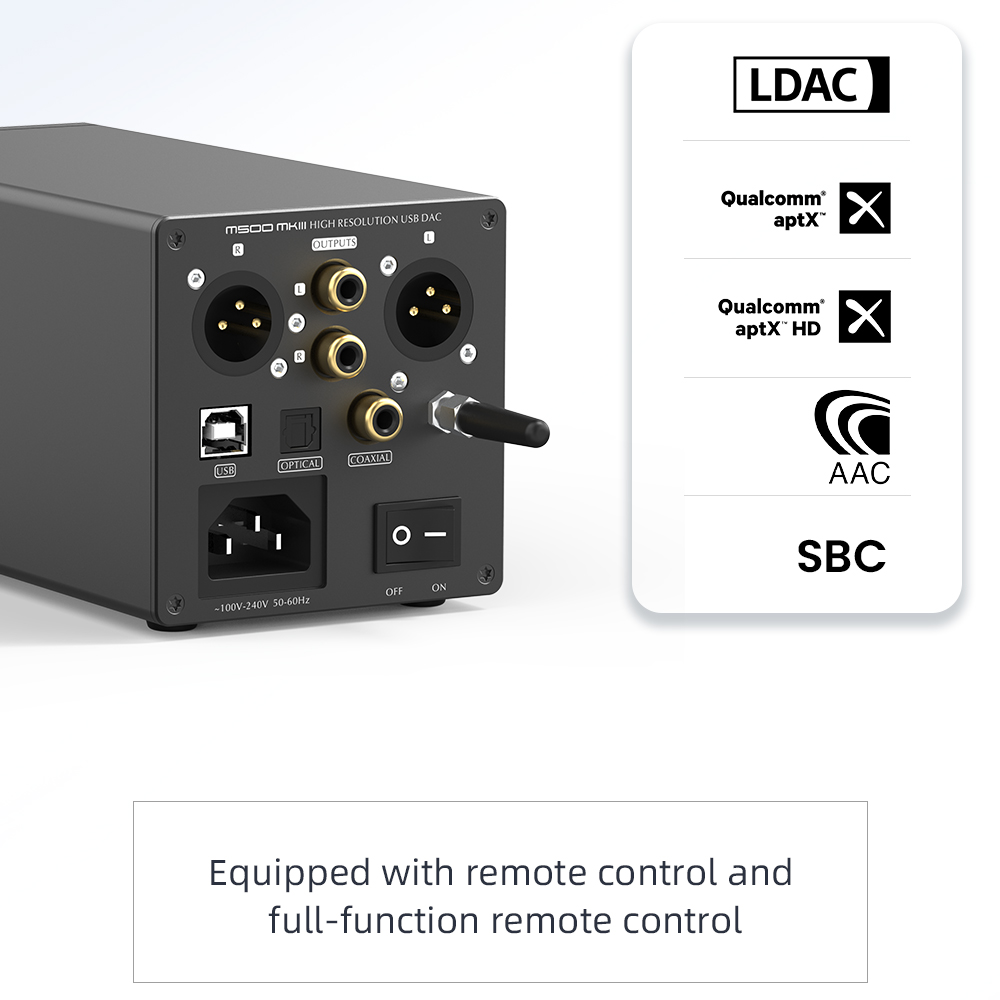 M500 MKIII HIGH RESOLUTION USB DAC
R
OUTPUTS
L
L
R
USB
OPTICAL
COAXIAL
OFF
ON
~100V-240V 50-60Hz
LDAC
Qualcomm®
aptX™
Qualcomm®
aptX™ HD
AAC
SBC
Equipped with remote control and
full-function remote control